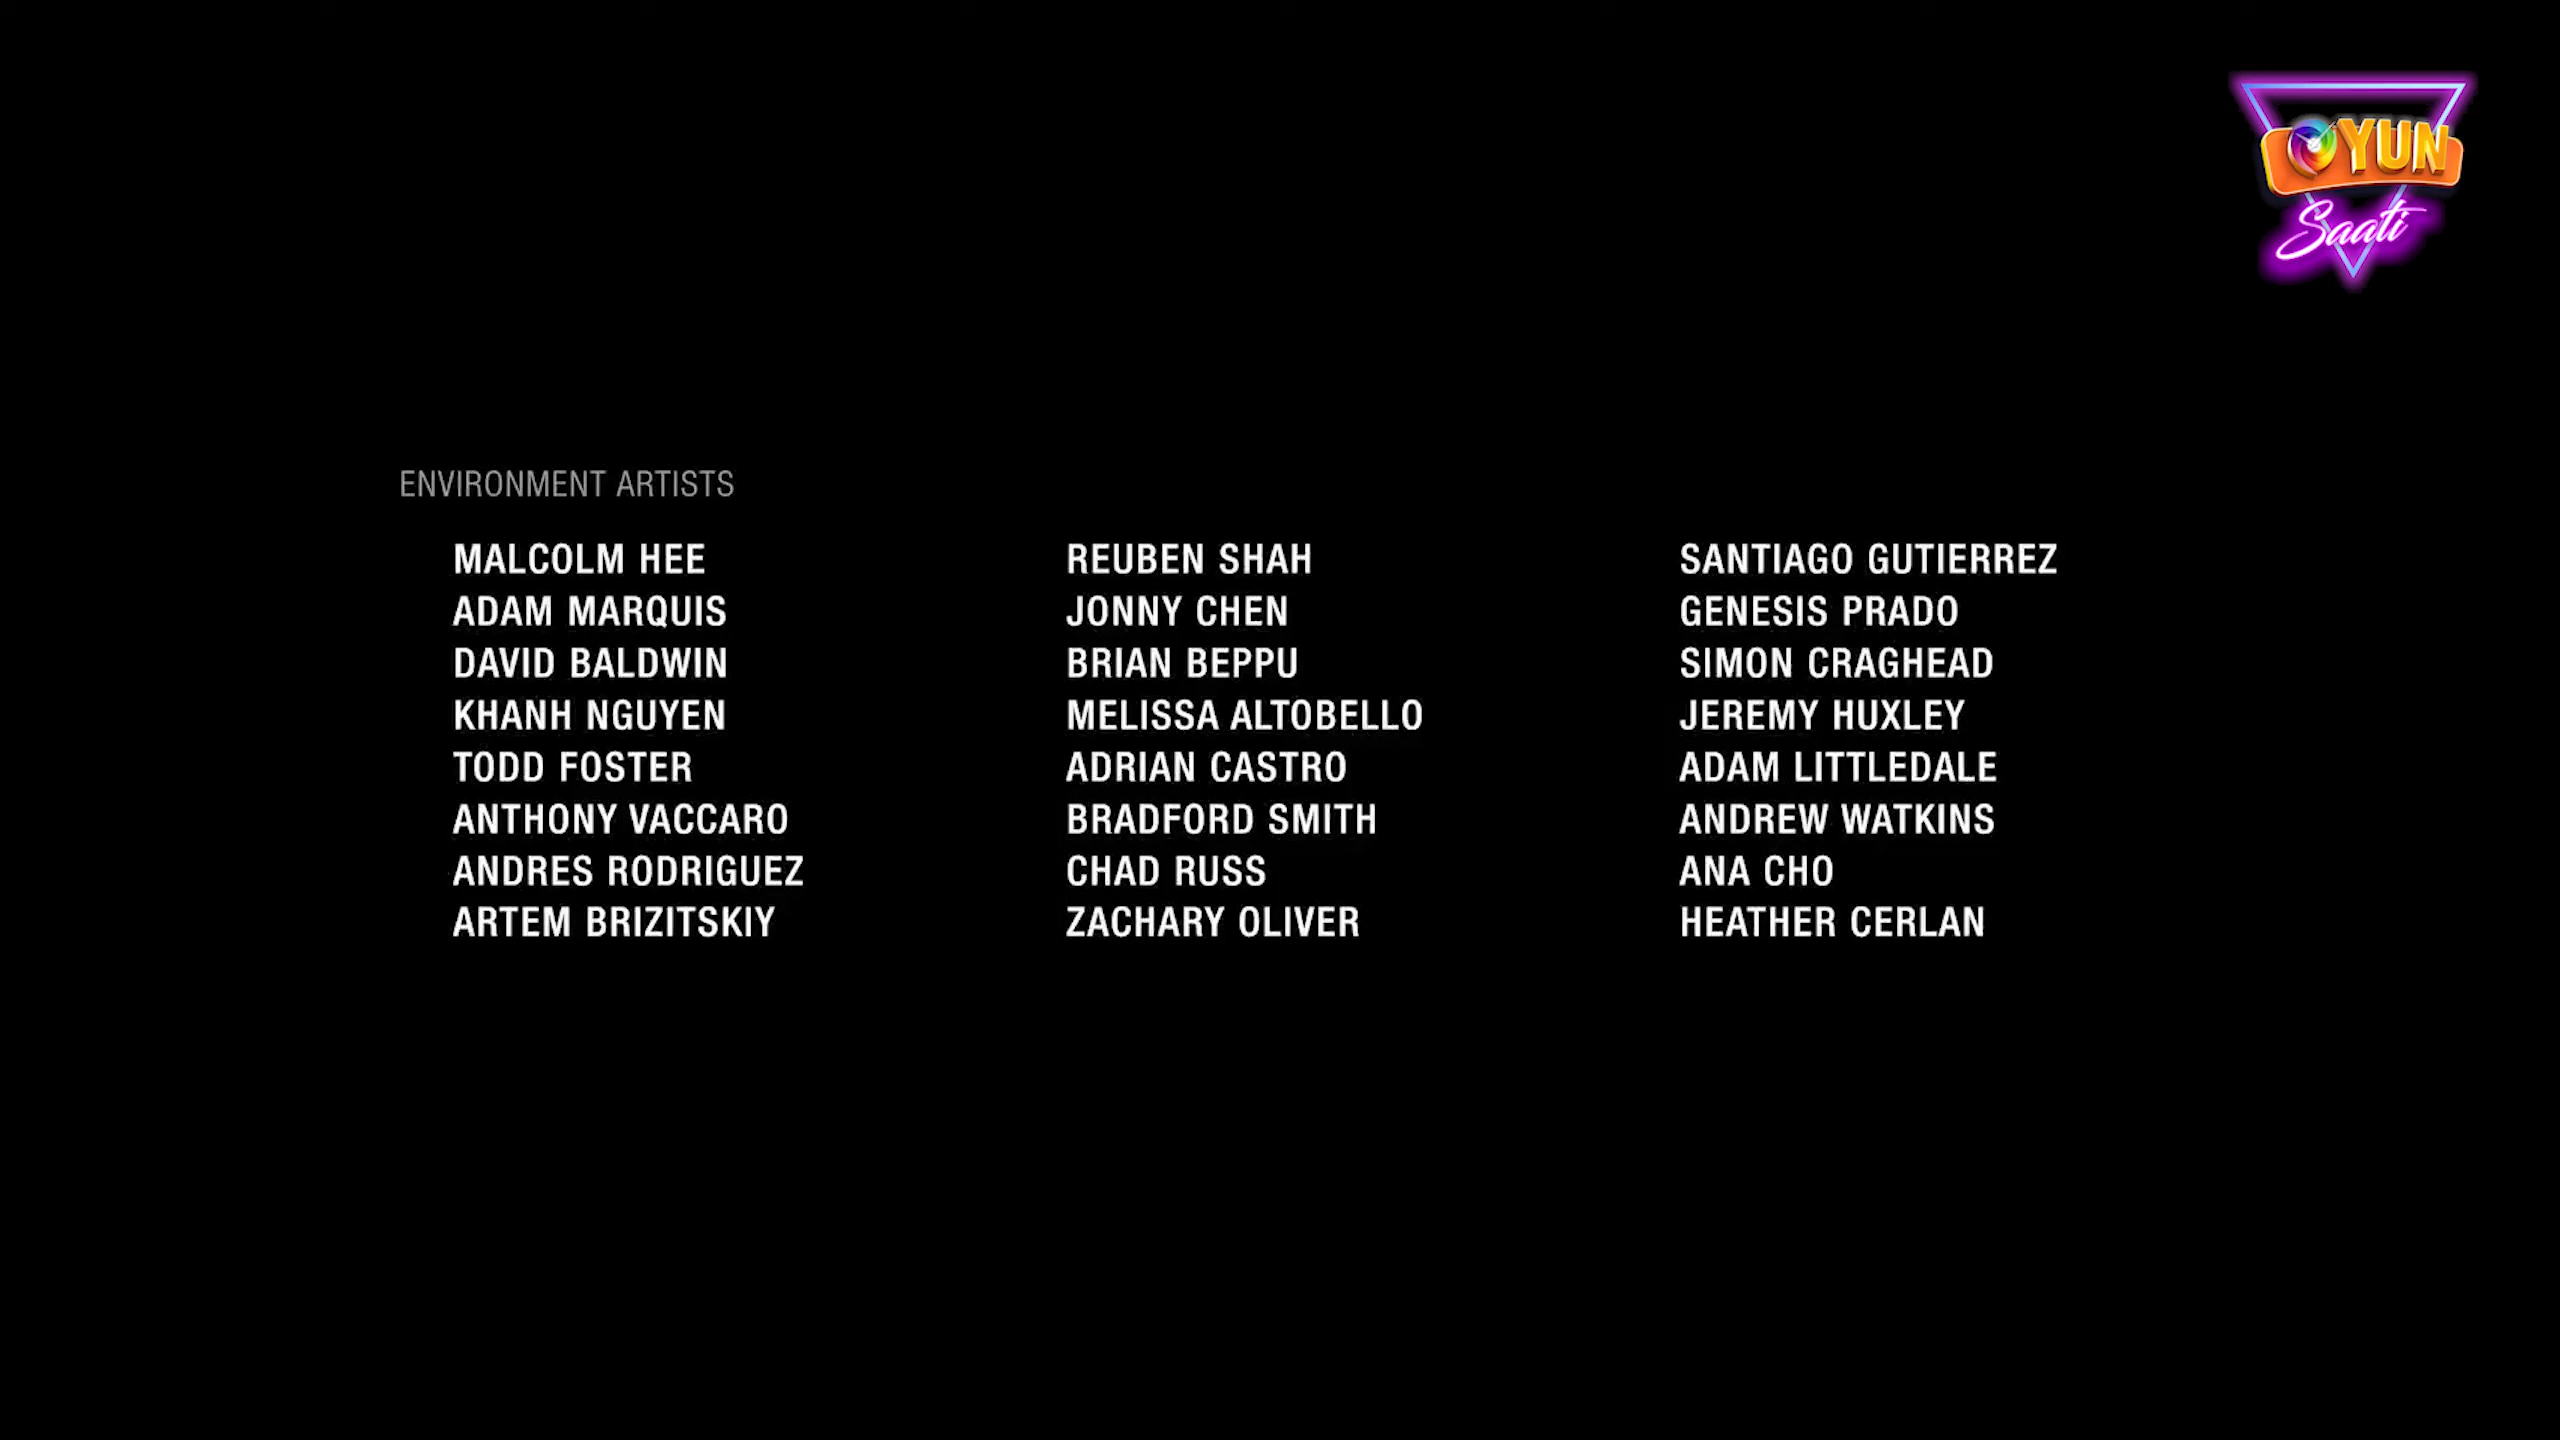 OYUN
Saati
ENVIRONMENT ARTISTS
MALCOLM HEE
ADAM MARQUIS
DAVID BALDWIN
KHANH NGUYEN
TODD FOSTER
ANTHONY VACCARO
ANDRES RODRIGUEZ
ARTEM BRIZITSKIY
REUBEN SHAH
JONNY CHEN
BRIAN BEPPU
MELISSA ALTOBELLO
ADRIAN CASTRO
BRADFORD SMITH
CHAD RUSS
ZACHARY OLIVER
SANTIAGO GUTIERREZ
GENESIS PRADO
SIMON CRAGHEAD
JEREMY HUXLEY
ADAM LITTLEDALE
ANDREW WATKINS
ANA CHO
HEATHER CERLAN